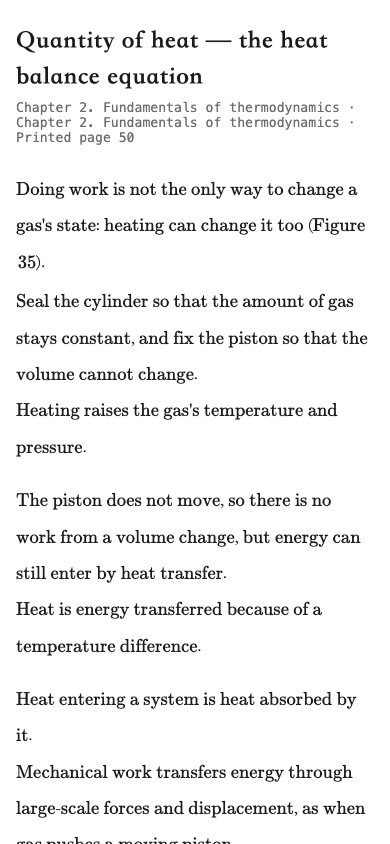 Quantity of heat — the heat
balance equation
Chapter 2. Fundamentals of thermodynamics ·
Chapter 2. Fundamentals of thermodynamics ·
Printed page 50
Doing work is not the only way to change a
gas's state: heating can change it too (Figure
35).
Seal the cylinder so that the amount of gas
stays constant, and fix the piston so that the
volume cannot change.
Heating raises the gas's temperature and
pressure.
The piston does not move, so there is no
work from a volume change, but energy can
still enter by heat transfer.
Heat is energy transferred because of a
temperature difference.
Heat entering a system is heat absorbed by
it.
Mechanical work transfers energy through
large-scale forces and displacement, as when
gas pushes a moving piston.